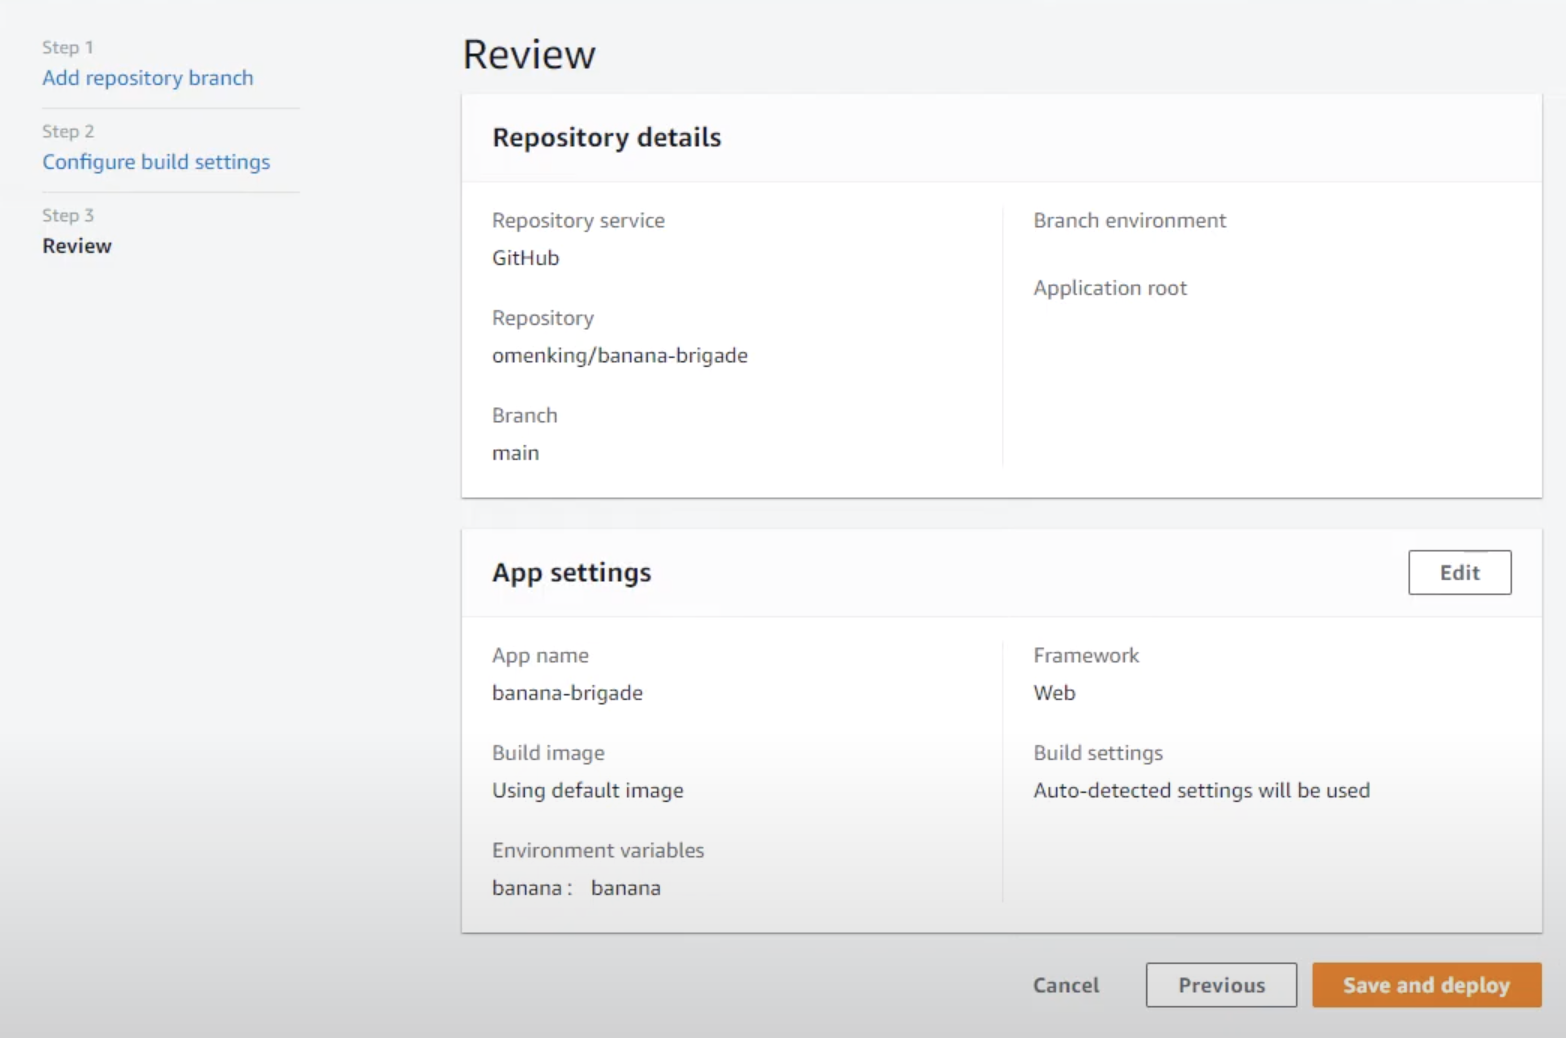 Step 1
Add repository branch
Step 2
Configure build settings
Step 3
Review
Review
Repository details
Repository service
GitHub
Repository
omenking/banana-brigade
Branch
main
Branch environment
Application root
App settings
Edit
App name
banana-brigade
Build image
Using default image
Environment variables
banana : banana
Framework
Web
Build settings
Auto-detected settings will be used
Cancel
Previous
Save and deploy